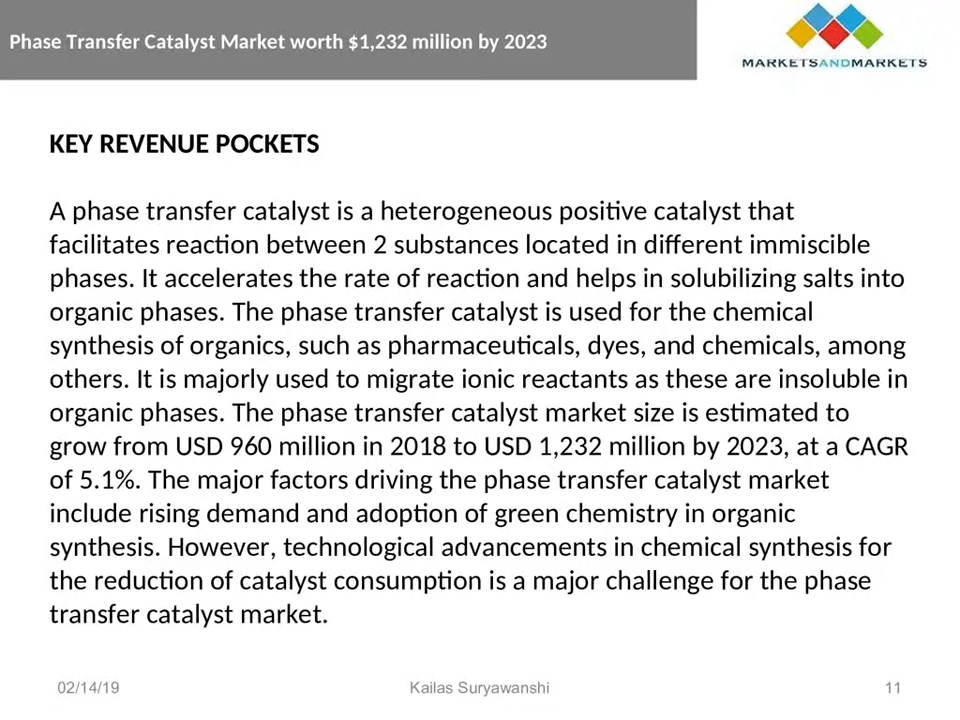 Phase Transfer Catalyst Market worth $1,232 million by 2023
MARKETSANDMARKETS
KEY REVENUE POCKETS
A phase transfer catalyst is a heterogeneous positive catalyst that
facilitates reaction between 2 substances located in different immiscible
phases. It accelerates the rate of reaction and helps in solubilizing salts into
organic phases. The phase transfer catalyst is used for the chemical
synthesis of organics, such as pharmaceuticals, dyes, and chemicals, among
others. It is majorly used to migrate ionic reactants as these are insoluble in
organic phases. The phase transfer catalyst market size is estimated to
grow from USD 960 million in 2018 to USD 1,232 million by 2023, at a CAGR
of 5.1%. The major factors driving the phase transfer catalyst market
include rising demand and adoption of green chemistry in organic
synthesis. However, technological advancements in chemical synthesis for
the reduction of catalyst consumption is a major challenge for the phase
transfer catalyst market.
02/14/19
Kailas Suryawanshi
11